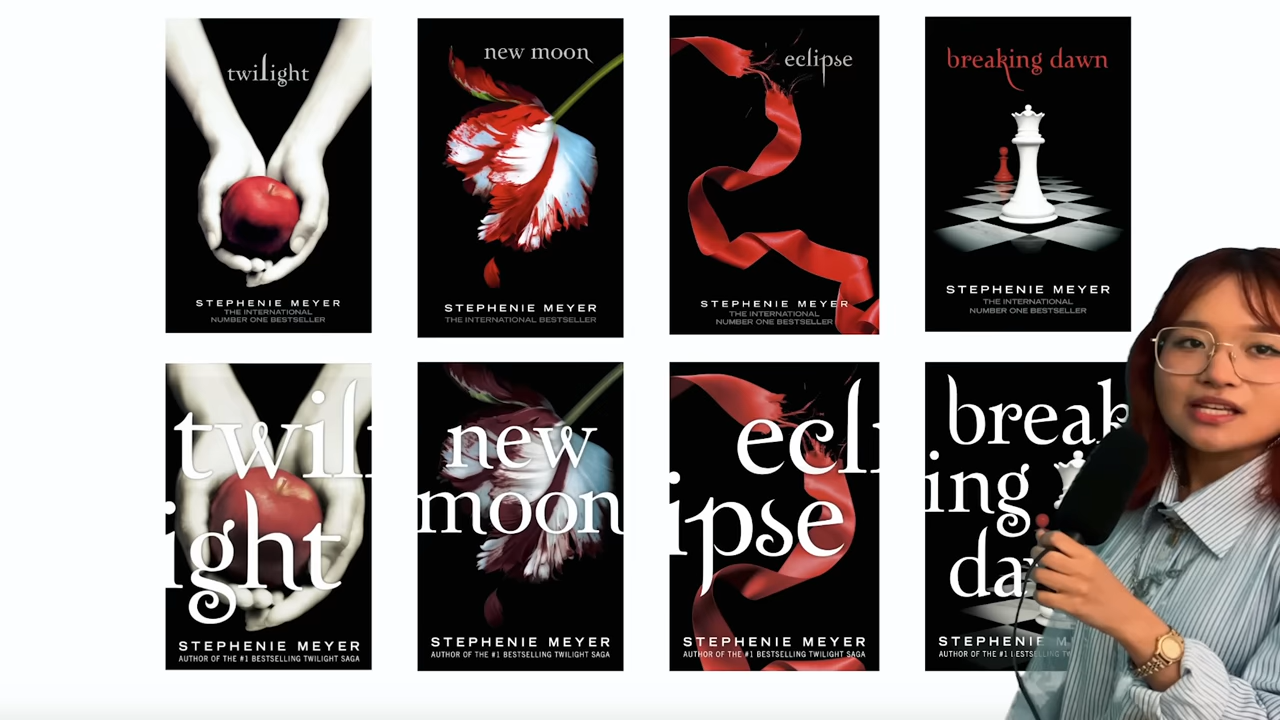 twilight
STEPHENIE MEYER
THE INTERNATIONAL
NUMBER ONE BESTSELLER
new moon
STEPHENIE MEYER
THE INTERNATIONAL BESTSELLER
eclipse
STEPHENIE MEYER
THE INTERNATIONAL
NUMBER ONE BESTSELLER
breaking dawn
STEPHENIE MEYER
THE INTERNATIONAL
NUMBER ONE BESTSELLER
twil
ight
STEPHENIE MEYER
AUTHOR OF THE #1 BESTSELLING TWILIGHT SAGA
new
moon
STEPHENIE MEYER
AUTHOR OF THE #1 BESTSELLING TWILIGHT SAGA
ecl
ipse
STEPHENIE MEYER
AUTHOR OF THE #1 BESTSELLING TWILIGHT SAGA
break
ing
da
STEPHENIE M
AUTHOR OF THE #1 BESTSELLING TW